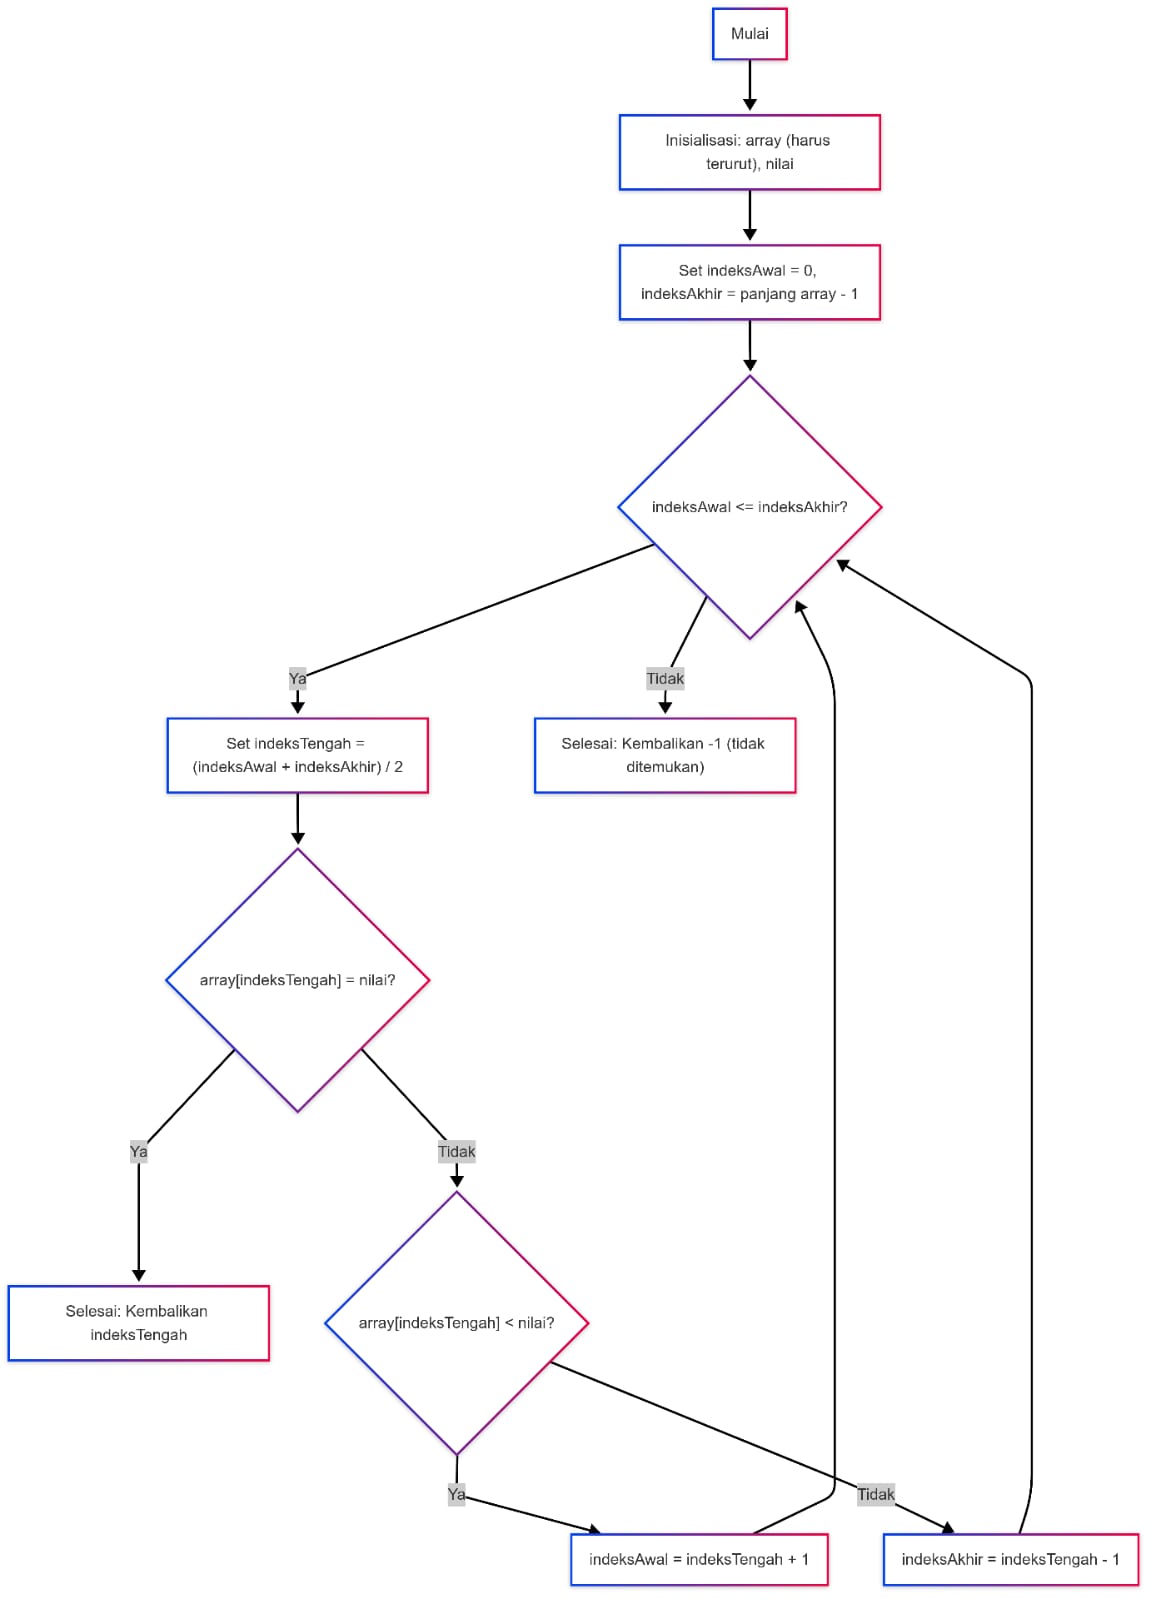 Mulai
Inisialisasi: array (harus
terurut), nilai
Set indeksAwal = 0,
indeksAkhir = panjang array - 1
indeksAwal <= indeksAkhir?
Ya
Tidak
Set indeksTengah =
(indeksAwal + indeksAkhir) / 2
Selesai: Kembalikan -1 (tidak
ditemukan)
array[indeksTengah] = nilai?
Ya
Tidak
Selesai: Kembalikan
indeksTengah
array[indeksTengah] < nilai?
Ya
Tidak
indeksAwal = indeksTengah + 1
indeksAkhir = indeksTengah - 1